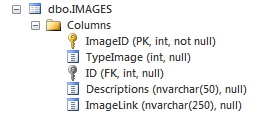 dbo.IMAGES
Columns
ImageID (PK, int, not null)
TypeImage (int, null)
ID (FK, int, null)
Descriptions (nvarchar(50), null)
ImageLink (nvarchar(250), null)